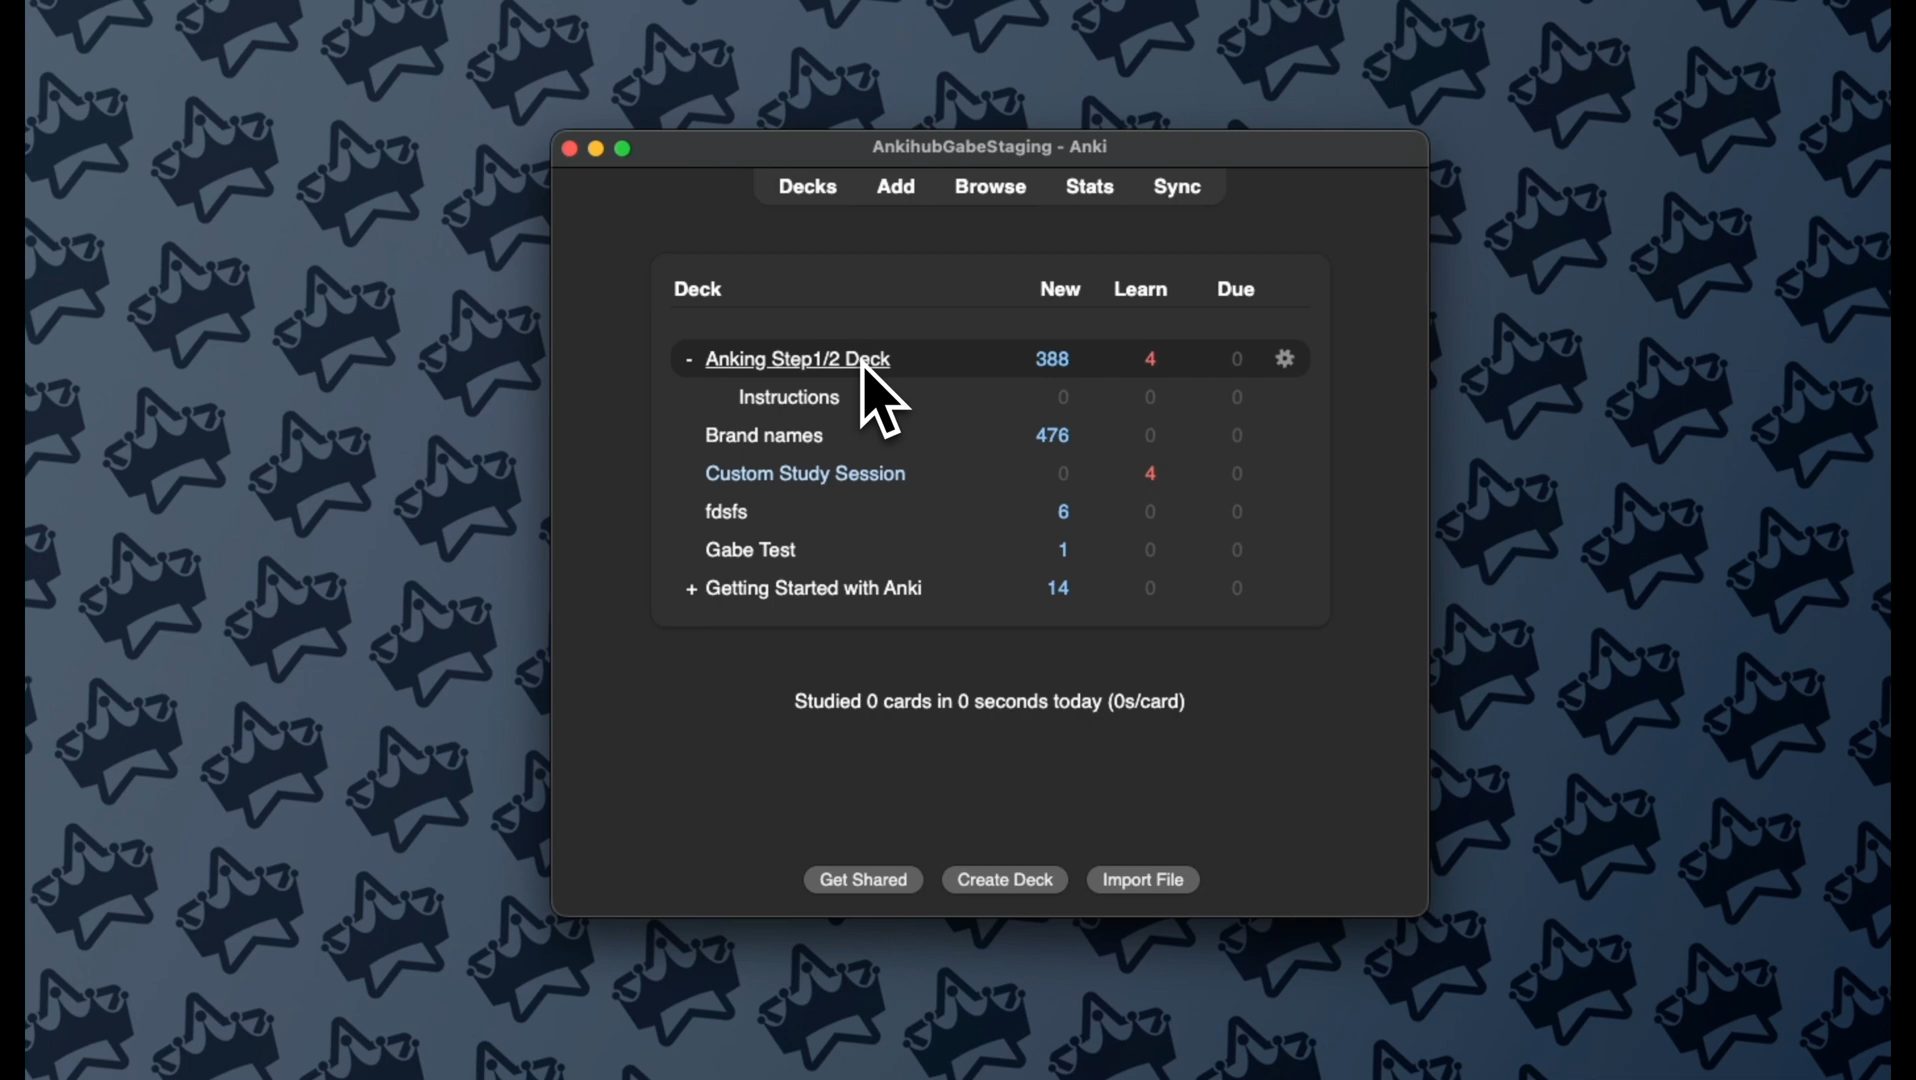 AnkihubGabeStaging - Anki
Decks Add Browse Stats Sync
Deck New Learn Due
- Anking Step1/2 Deck 388 4 0
Instructions 0 0 0
Brand names 476 0 0
Custom Study Session 0 4 0
fdsfs 6 0 0
Gabe Test 1 0 0
+ Getting Started with Anki 14 0 0
Studied 0 cards in 0 seconds today (0s/card)
Get Shared Create Deck Import File